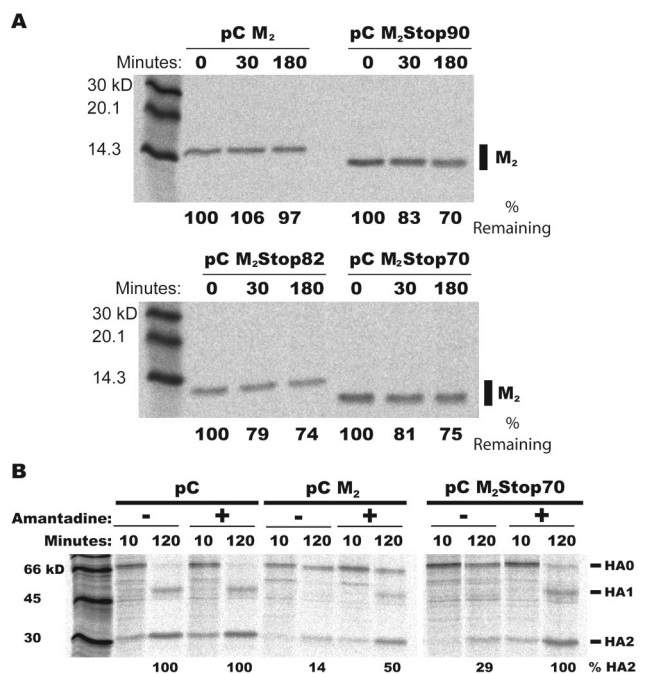 A
pC M₂ pC M₂Stop90
Minutes: 0 30 180 0 30 180
30 kD
20.1
14.3
M₂
100 106 97 100 83 70 % Remaining
pC M₂Stop82 pC M₂Stop70
Minutes: 0 30 180 0 30 180
30 kD
20.1
14.3
M₂
100 79 74 100 81 75 % Remaining
B
pC pC M₂ pC M₂Stop70
Amantadine: - + - + - +
Minutes: 10 120 10 120 10 120 10 120 10 120 10 120
66 kD HA0
45 HA1
30 HA2
100 100 14 50 29 100 % HA2